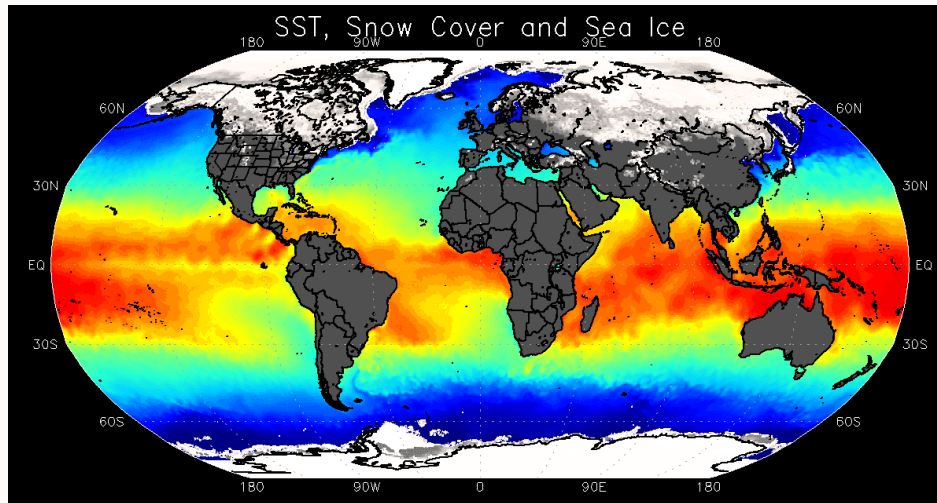 SST, Snow Cover and Sea Ice
180 90W 0 90E 180
60N 60N
30N 30N
EQ EQ
30S 30S
60S 60S
180 90W 0 90E 180